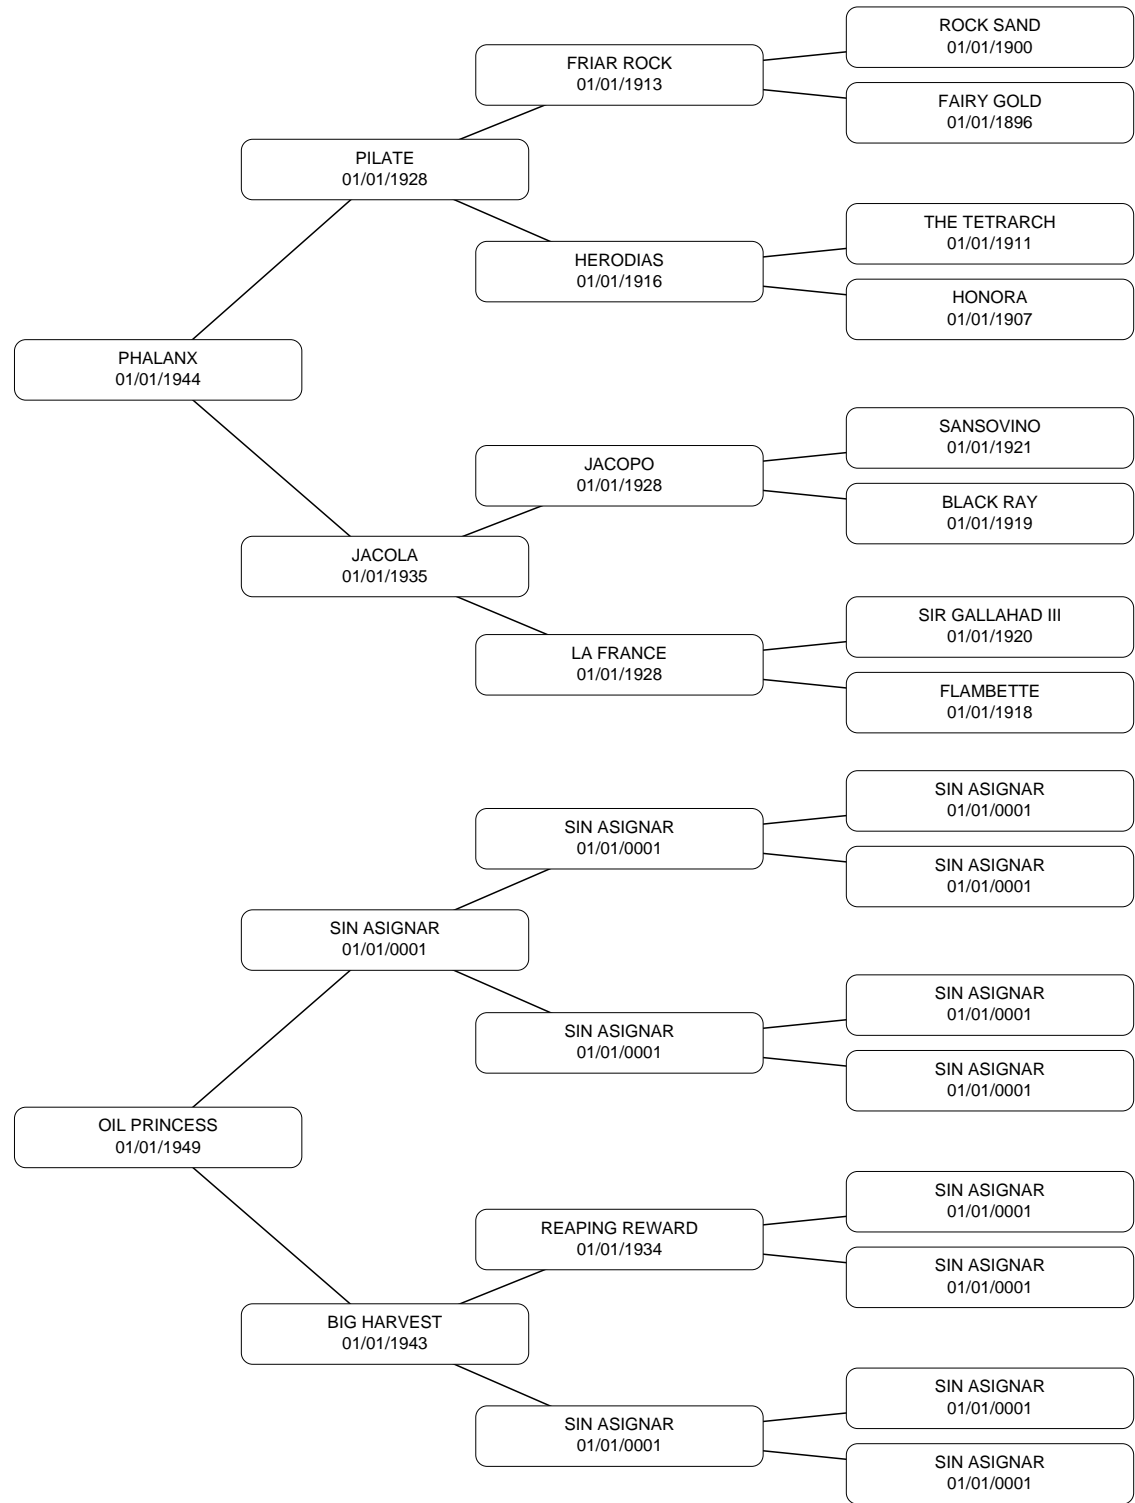 ROCK SAND
01/01/1900
FRIAR ROCK
01/01/1913
FAIRY GOLD
01/01/1896
PILATE
01/01/1928
THE TETRARCH
01/01/1911
HERODIAS
01/01/1916
HONORA
01/01/1907
PHALANX
01/01/1944
SANSOVINO
01/01/1921
JACOPO
01/01/1928
BLACK RAY
01/01/1919
JACOLA
01/01/1935
SIR GALLAHAD III
01/01/1920
LA FRANCE
01/01/1928
FLAMBETTE
01/01/1918
SIN ASIGNAR
01/01/0001
SIN ASIGNAR
01/01/0001
SIN ASIGNAR
01/01/0001
SIN ASIGNAR
01/01/0001
SIN ASIGNAR
01/01/0001
SIN ASIGNAR
01/01/0001
SIN ASIGNAR
01/01/0001
OIL PRINCESS
01/01/1949
SIN ASIGNAR
01/01/0001
REAPING REWARD
01/01/1934
SIN ASIGNAR
01/01/0001
BIG HARVEST
01/01/1943
SIN ASIGNAR
01/01/0001
SIN ASIGNAR
01/01/0001
SIN ASIGNAR
01/01/0001